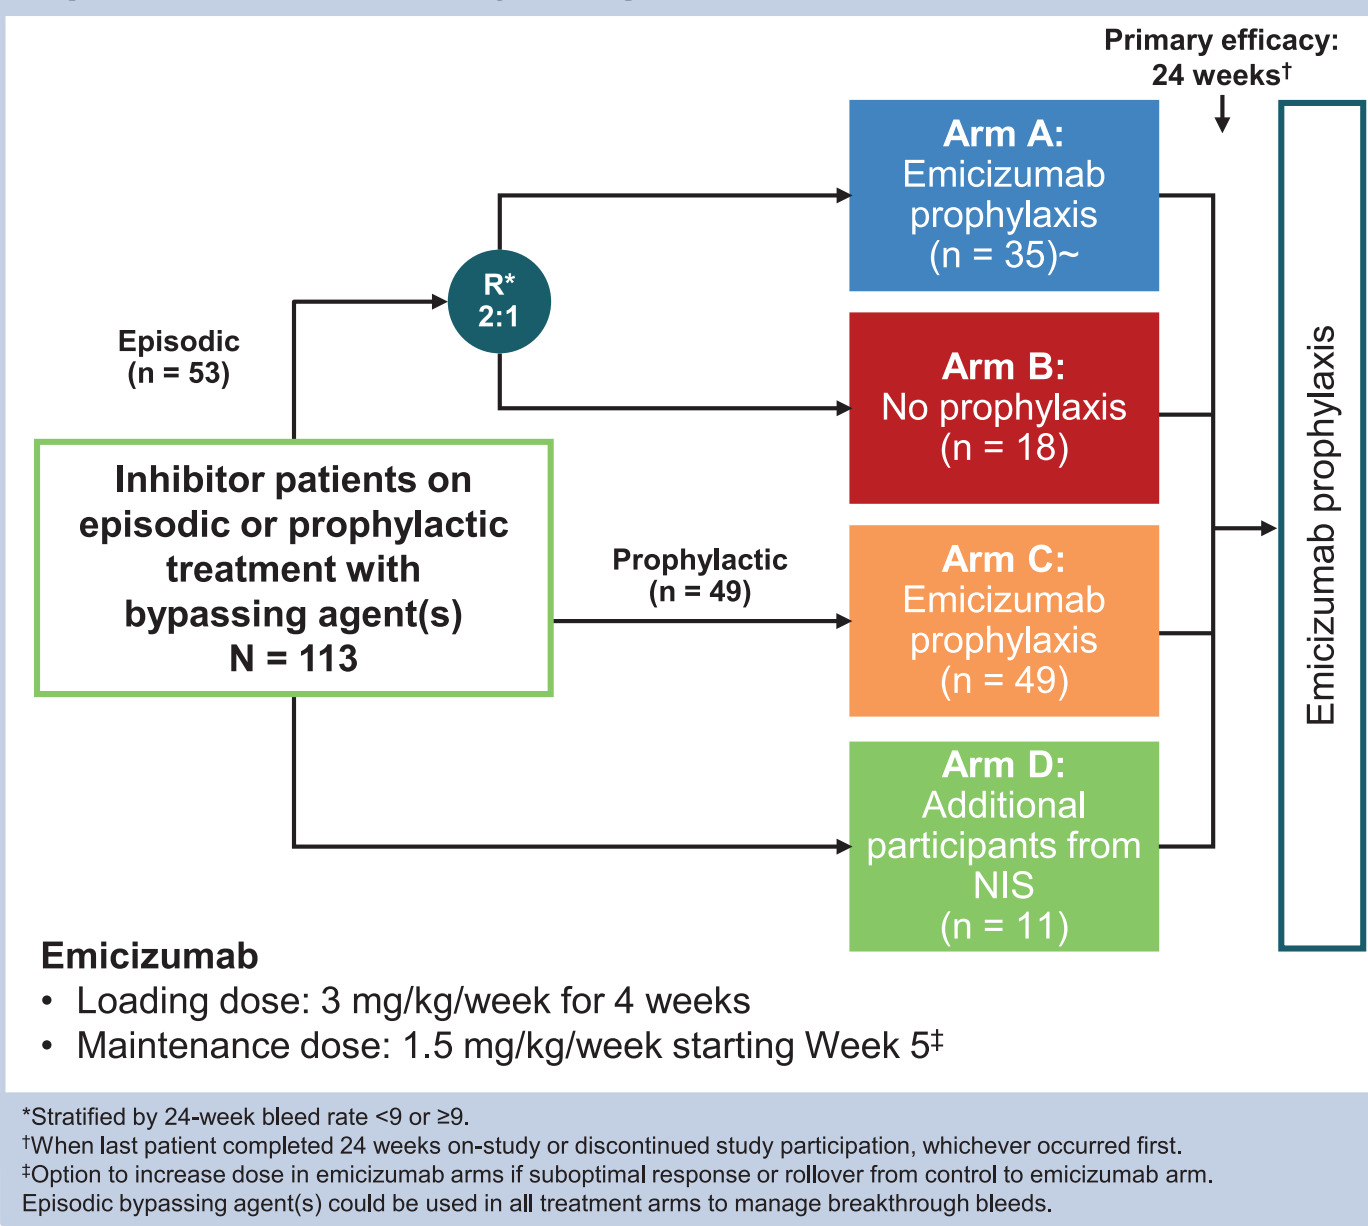 Primary efficacy:
24 weeks†
Arm A:
Emicizumab
prophylaxis
(n = 35)~
R*
2:1
Episodic
(n = 53)
Arm B:
No prophylaxis
(n = 18)
Inhibitor patients on
episodic or prophylactic
treatment with
bypassing agent(s)
N = 113
Prophylactic
(n = 49)
Arm C:
Emicizumab
prophylaxis
(n = 49)
Arm D:
Additional
participants from
NIS
(n = 11)
Emicizumab prophylaxis
Emicizumab
• Loading dose: 3 mg/kg/week for 4 weeks
• Maintenance dose: 1.5 mg/kg/week starting Week 5‡
*Stratified by 24-week bleed rate <9 or ≥9.
†When last patient completed 24 weeks on-study or discontinued study participation, whichever occurred first.
‡Option to increase dose in emicizumab arms if suboptimal response or rollover from control to emicizumab arm.
Episodic bypassing agent(s) could be used in all treatment arms to manage breakthrough bleeds.